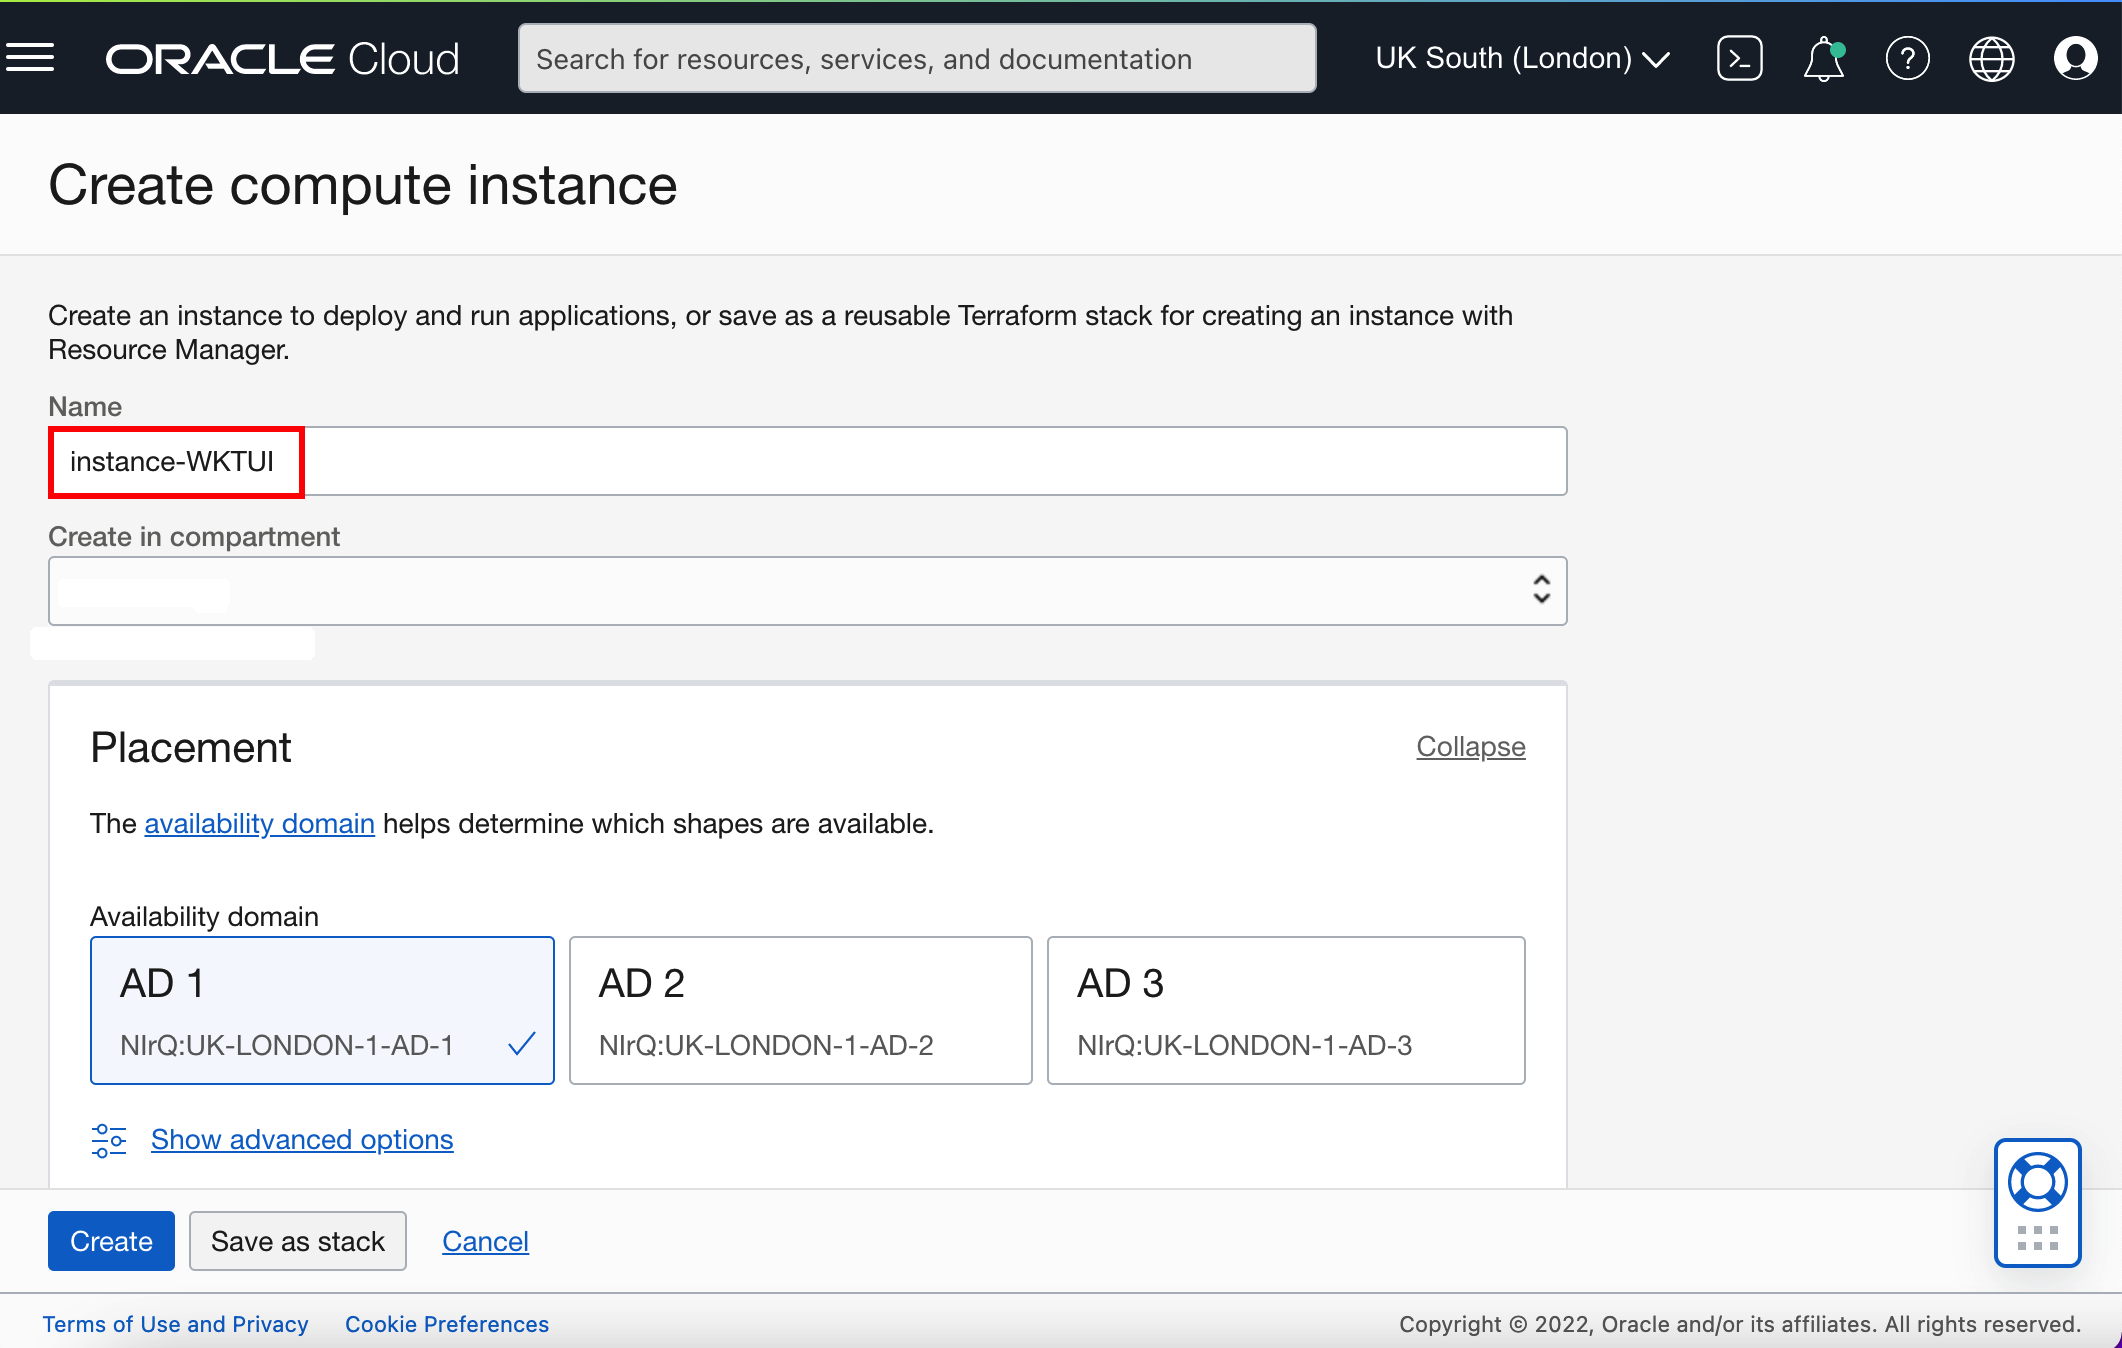 ORACLE Cloud
Search for resources, services, and documentation
UK South (London)
Create compute instance
Create an instance to deploy and run applications, or save as a reusable Terraform stack for creating an instance with
Resource Manager.
Name
instance-WKTUI
Create in compartment
Placement
Collapse
The availability domain helps determine which shapes are available.
Availability domain
AD 1
NIrQ:UK-LONDON-1-AD-1
AD 2
NIrQ:UK-LONDON-1-AD-2
AD 3
NIrQ:UK-LONDON-1-AD-3
Show advanced options
Create
Save as stack
Cancel
Terms of Use and Privacy
Cookie Preferences
Copyright © 2022, Oracle and/or its affiliates. All rights reserved.